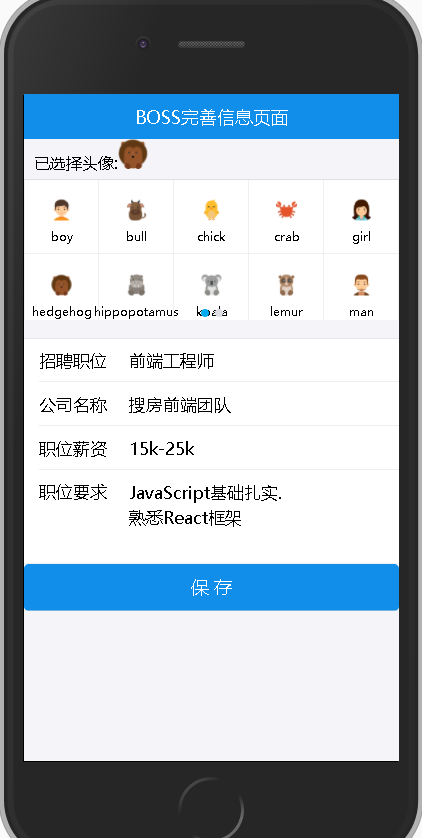 BOSS完善信息页面
已选择头像:
boy bull chick crab girl
hedgehog hippopotamus koala lemur man
招聘职位 前端工程师
公司名称 搜房前端团队
职位薪资 15k-25k
职位要求 JavaScript基础扎实.
熟悉React框架
保 存